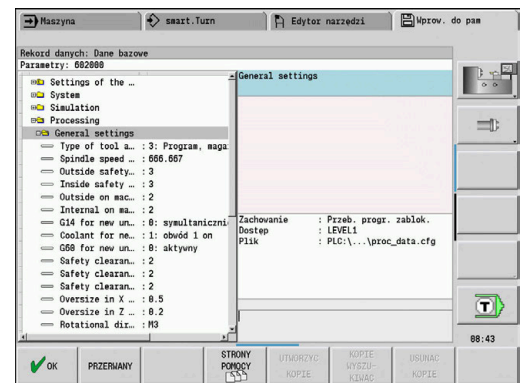 Maszyna
smart.Turn
Edytor narzędzi
Wprow. do pam
Rekord danych: Dane bazowe
Parametry: 602000
Settings of the …
System
Simulation
Processing
General settings
Type of tool a… : 3: Program, maga
Spindle speed … : 666.667
Outside safety… : 3
Inside safety … : 3
Outside on mac… : 2
Internal on ma… : 2
G14 for new un… : 0: symultaniczni
Coolant for ne… : 1: obwód 1 on
G60 for new un… : 0: aktywny
Safety clearan… : 2
Safety clearan… : 2
Safety clearan… : 2
Oversize in X … : 0.5
Oversize in Z … : 0.2
Rotational dir… : M3
General settings
Zachowanie : Przeb. progr. zablok.
Dostęp : LEVEL1
Plik : PLC:\...\proc_data.cfg
T
08:43
OK
PRZERWANY
STRONY
POMOCY
UTWORZYC
KOPIE
KOPIE
WYSZU-
KIWAC
USUNAC
KOPIE